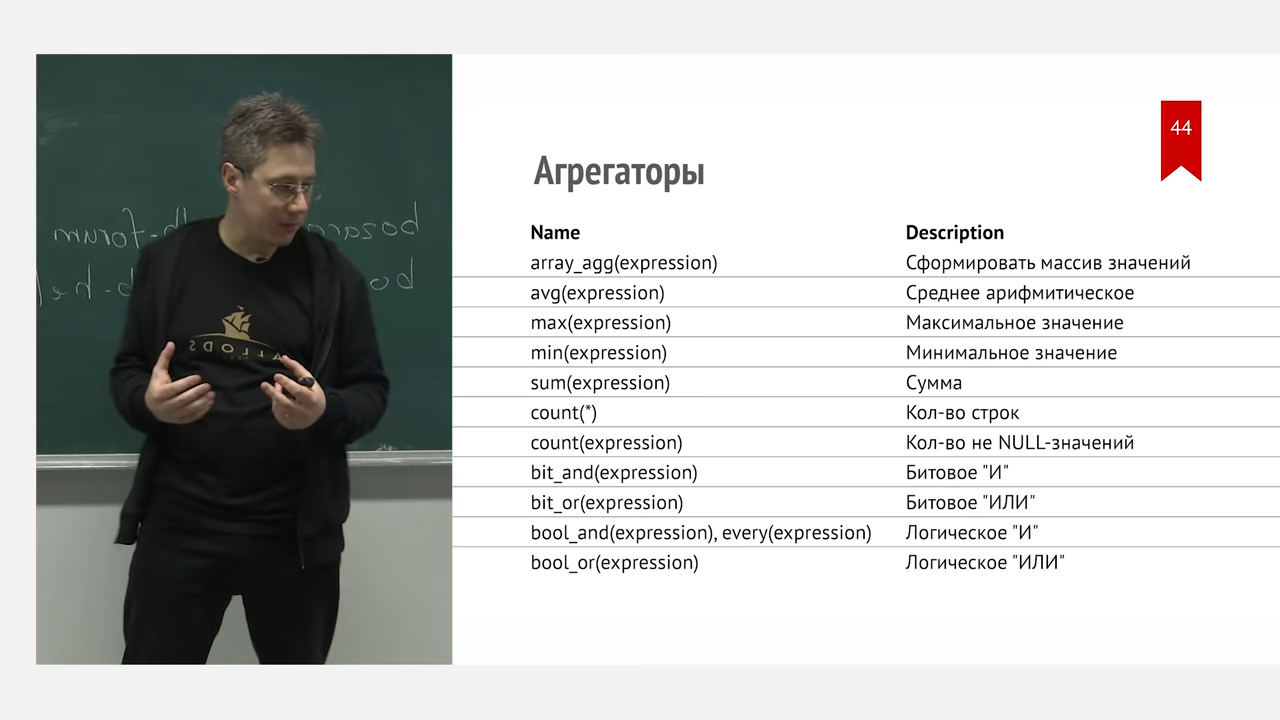 44
Агрегаторы
Name Description
array_agg(expression) Сформировать массив значений
avg(expression) Среднее арифмитическое
max(expression) Максимальное значение
min(expression) Минимальное значение
sum(expression) Сумма
count(*) Кол-во строк
count(expression) Кол-во не NULL-значений
bit_and(expression) Битовое "И"
bit_or(expression) Битовое "ИЛИ"
bool_and(expression), every(expression) Логическое "И"
bool_or(expression) Логическое "ИЛИ"
ALLODS